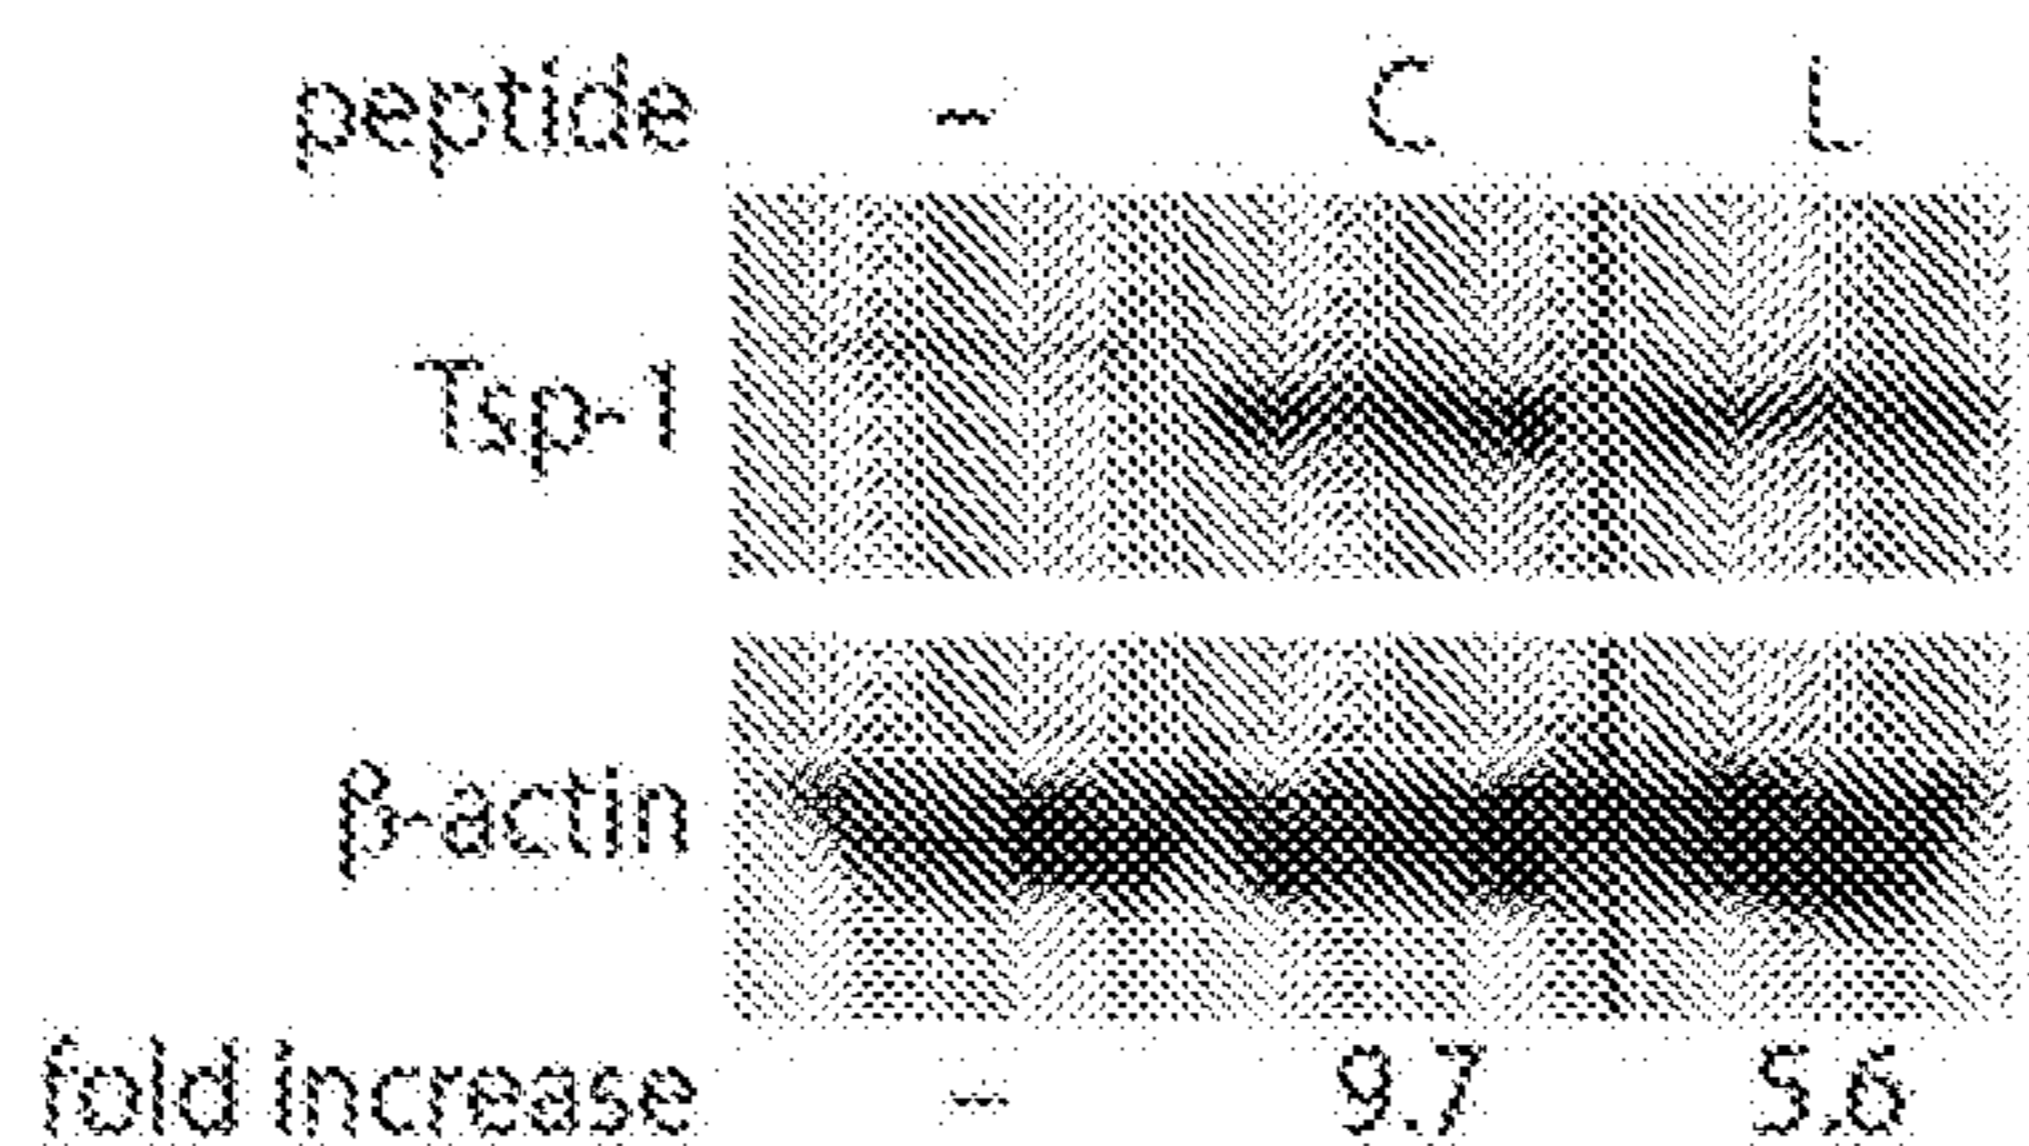 peptide – C L
Tsp-1
β-actin
fold increase – 9.7 5.6